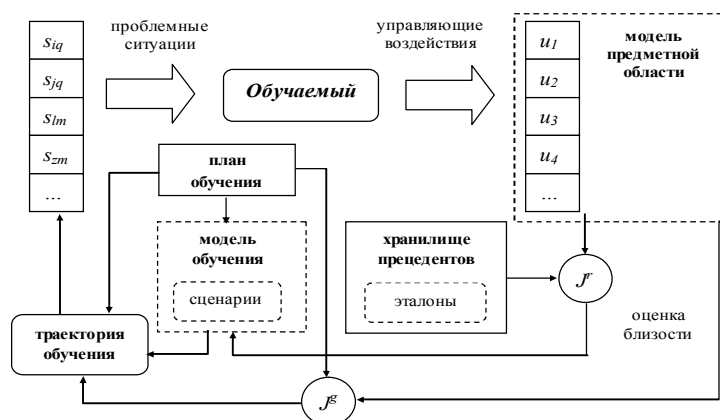 проблемные
ситуации
управляющие
воздействия
модель
предметной
области
s_iq
s_jq
s_lm
s_zm
...
Обучаемый
u_1
u_2
u_3
u_4
...
план
обучения
модель
обучения
сценарии
хранилище
прецедентов
эталоны
J^r
оценка
близости
траектория
обучения
J^g